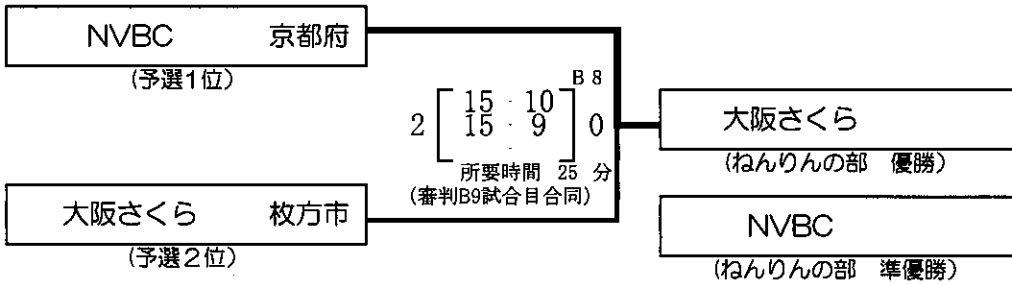 NVBC 京都府
(予選1位)
B 8
2 [ 15 - 10 ] 0
15 - 9
-
所要時間 25 分
(審判B9試合目合同)
大阪さくら 枚方市
(予選2位)
大阪さくら
(ねんりんの部 優勝)
NVBC
(ねんりんの部 準優勝)